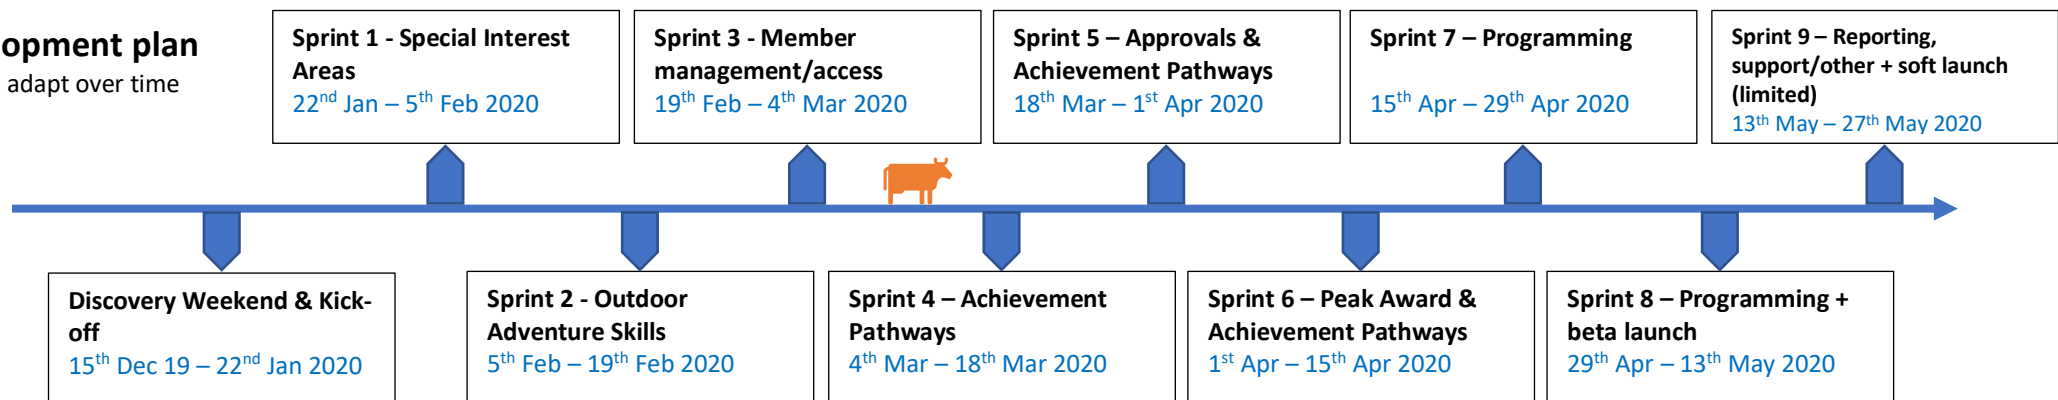 opment plan
adapt over time
Sprint 1 - Special Interest
Areas
22nd Jan – 5th Feb 2020
Sprint 3 - Member
management/access
19th Feb – 4th Mar 2020
Sprint 5 – Approvals &
Achievement Pathways
18th Mar – 1st Apr 2020
Sprint 7 – Programming
15th Apr – 29th Apr 2020
Sprint 9 – Reporting,
support/other + soft launch
(limited)
13th May – 27th May 2020
Discovery Weekend & Kick-
off
15th Dec 19 – 22nd Jan 2020
Sprint 2 - Outdoor
Adventure Skills
5th Feb – 19th Feb 2020
Sprint 4 – Achievement
Pathways
4th Mar – 18th Mar 2020
Sprint 6 – Peak Award &
Achievement Pathways
1st Apr – 15th Apr 2020
Sprint 8 – Programming +
beta launch
29th Apr – 13th May 2020